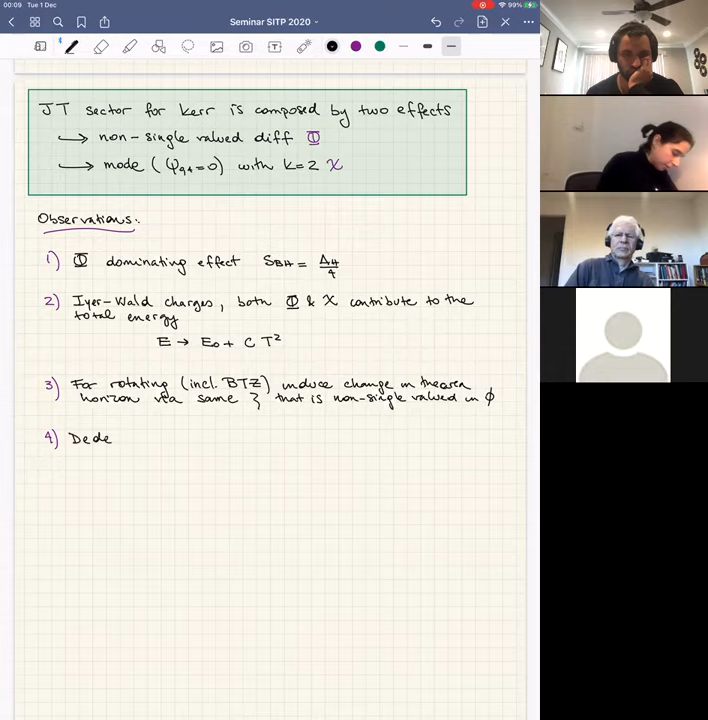 00:09 Tue 1 Dec
99%
Seminar SITP 2020
JT sector for Kerr is composed by two effects
↳ non-single valued diff Φ
↳ mode (Ψ₀,₄=0) with k=2 χ
Observations:
1) Φ dominating effect S_BH = A_H/4
2) Iyer-Wald charges, both Φ & χ contribute to the
total energy
E → E₀ + C T²
3) For rotating (incl. BTZ) induce change in the area
horizon via same ξ that is non-single valued in ϕ
4) Dede